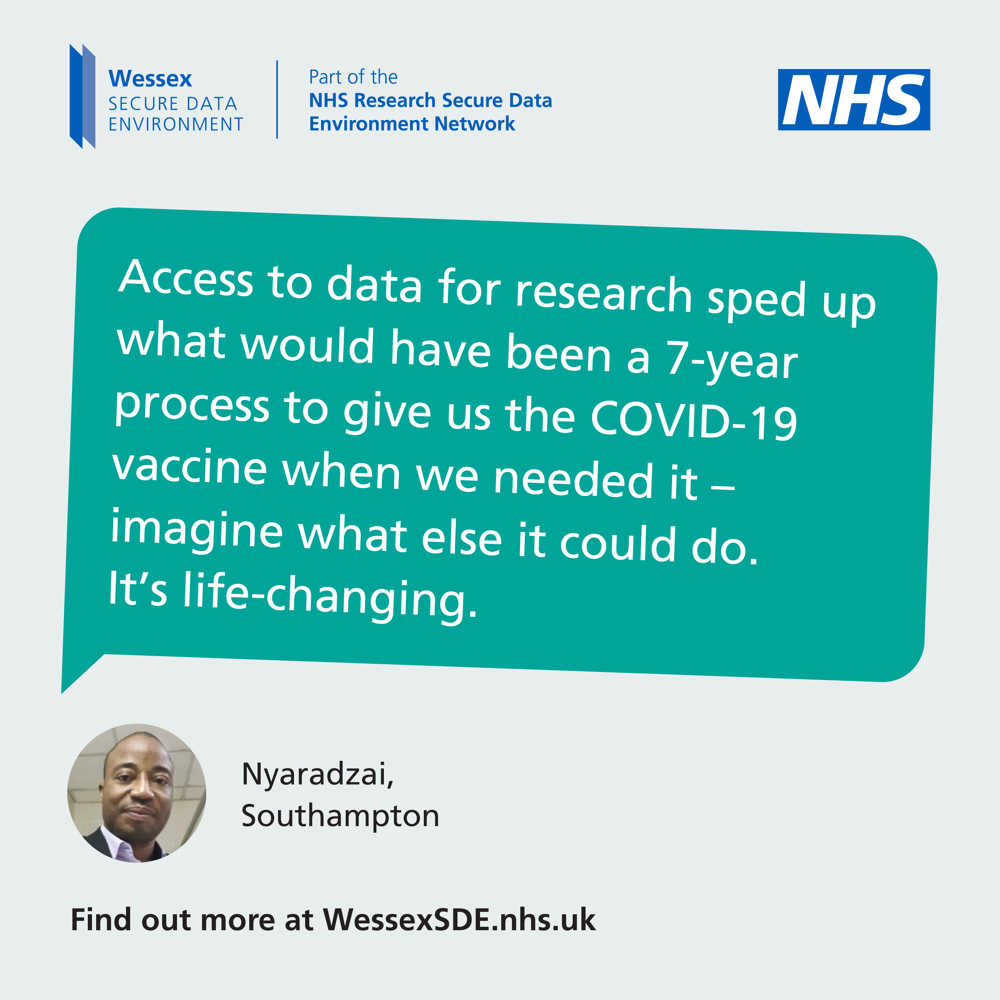 Wessex
SECURE DATA
ENVIRONMENT
Part of the
NHS Research Secure Data
Environment Network
NHS
Access to data for research sped up
what would have been a 7-year
process to give us the COVID-19
vaccine when we needed it –
imagine what else it could do.
It’s life-changing.
Nyaradzai,
Southampton
Find out more at WessexSDE.nhs.uk